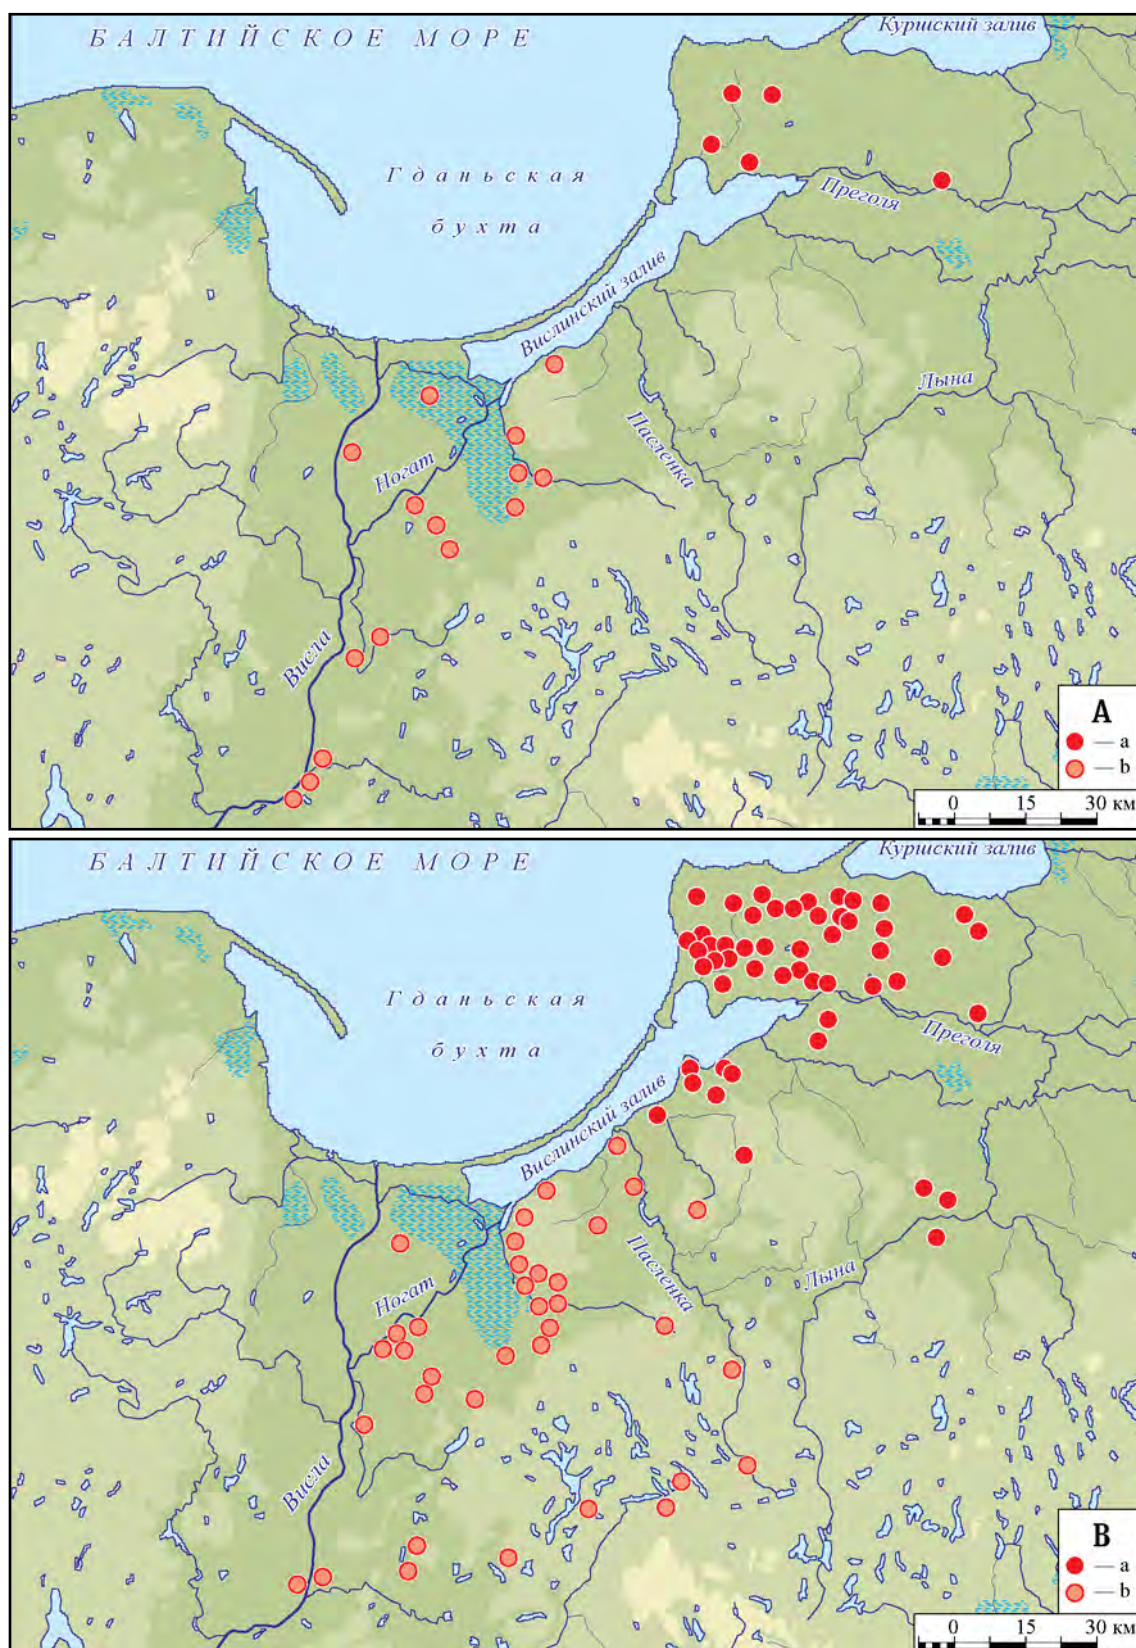 БАЛТИЙСКОЕ МОРЕ
Куршский залив
Гданьская
бухта
Преголя
Вислинский залив
Лына
Пасленка
Ногат
Висла
А
— a
— b
0 15 30 км
БАЛТИЙСКОЕ МОРЕ
Куршский залив
Гданьская
бухта
Преголя
Вислинский залив
Лына
Пасленка
Ногат
Висла
В
— a
— b
0 15 30 км